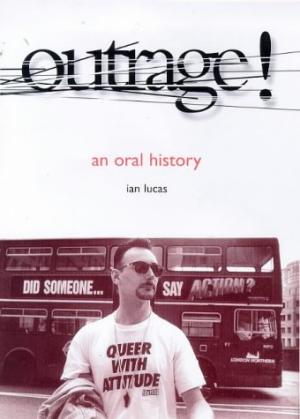 outrage!
an oral history
ian lucas
DID SOMEONE... SAY ACTION?
LONDON NORTHERN
QUEER
WITH
ATTITUDE